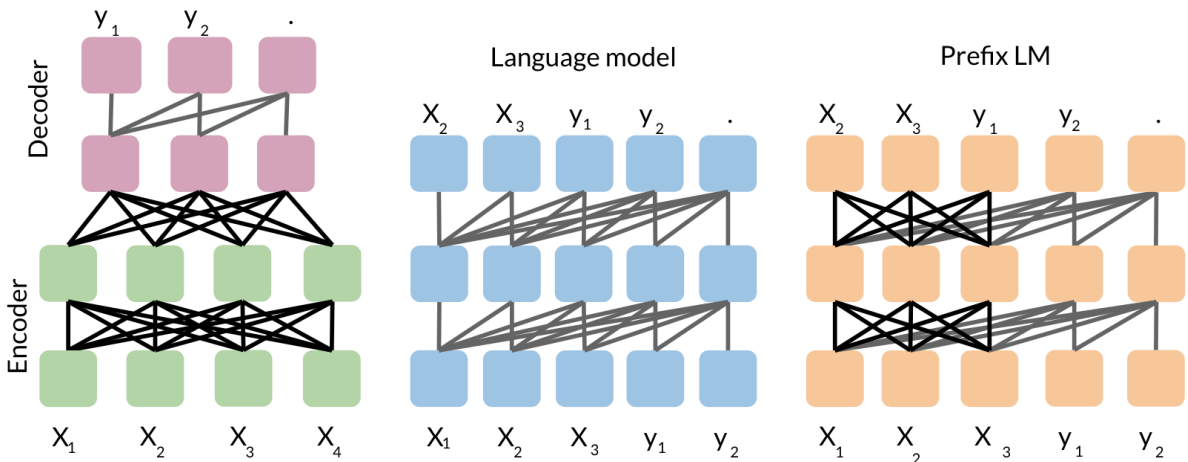 y1 y2 .
Decoder
Encoder
X1 X2 X3 X4
Language model
X2 X3 y1 y2 .
X1 X2 X3 y1 y2
Prefix LM
X2 X3 y1 y2 .
X1 X2 X3 y1 y2